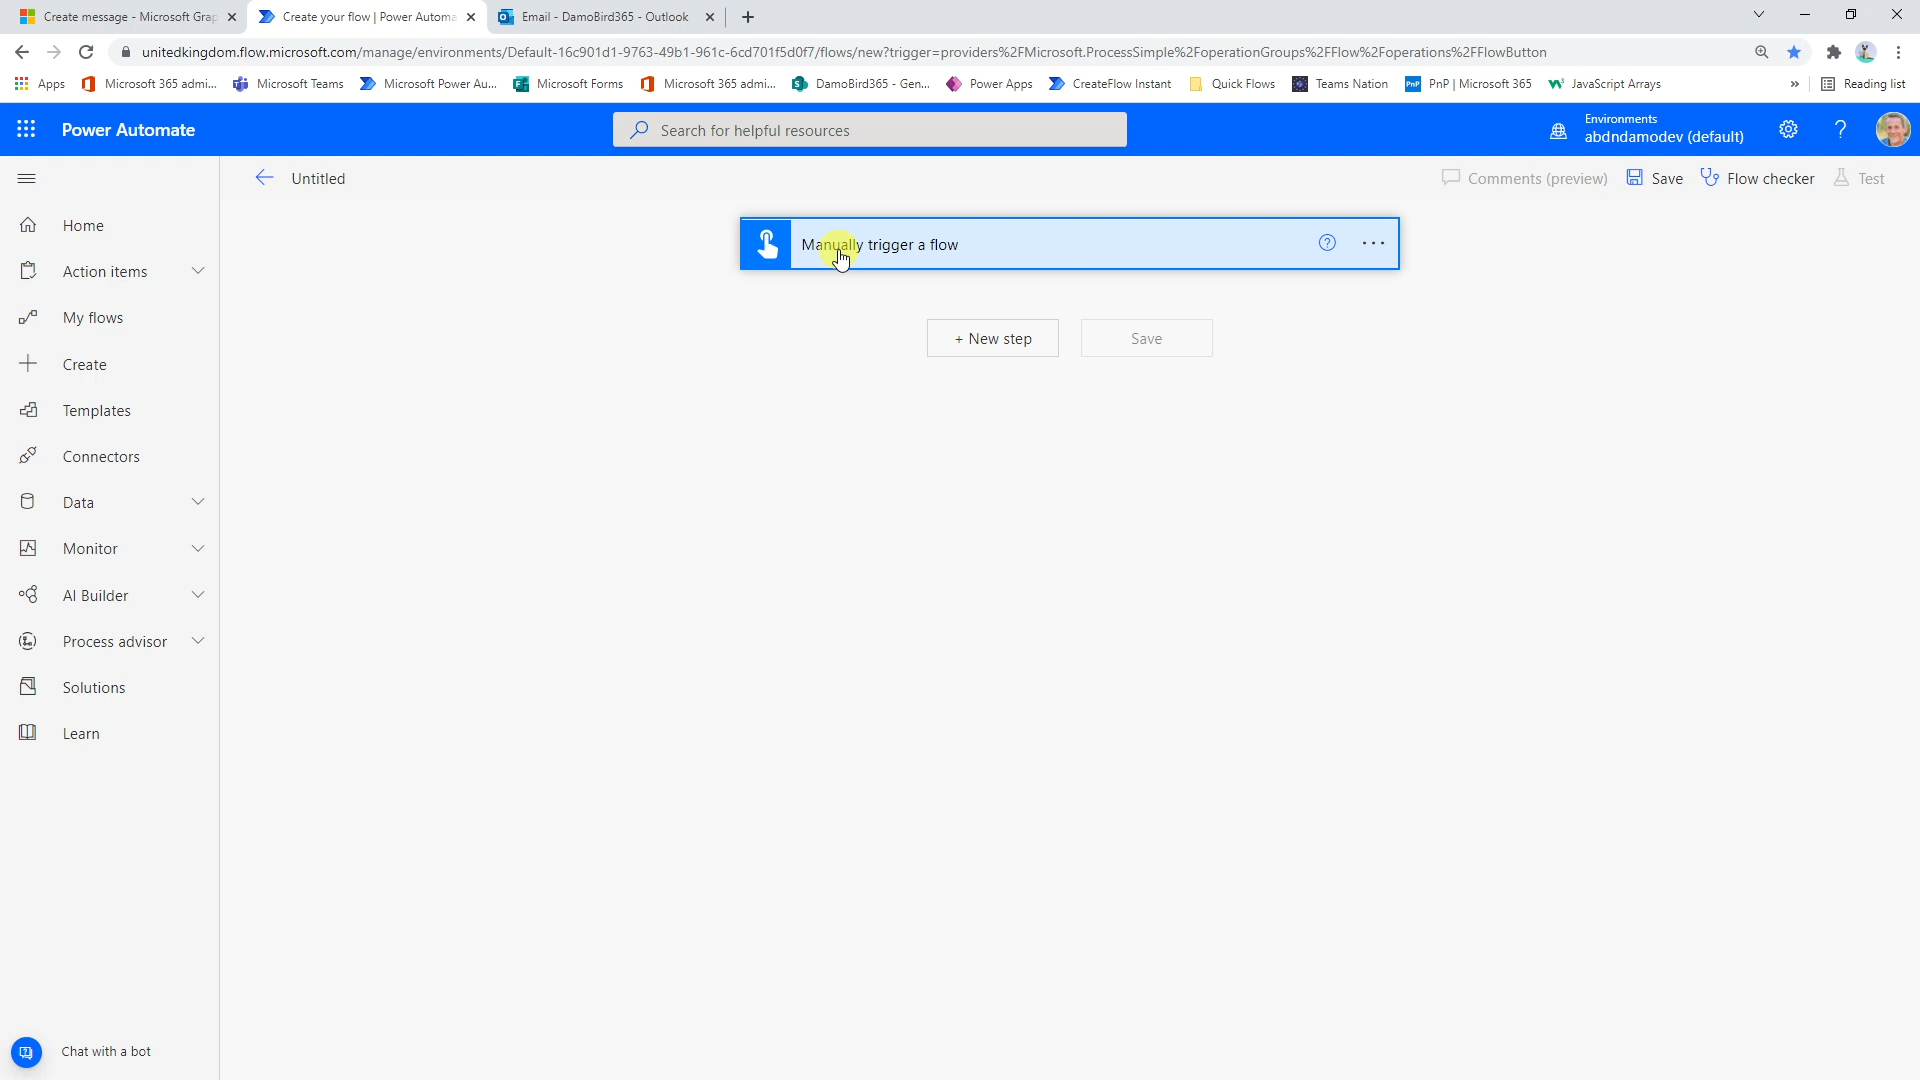 Create message - Microsoft Grap
Create your flow | Power Automa
Email - DamoBird365 - Outlook
unitedkingdom.flow.microsoft.com/manage/environments/Default-16c901d1-9763-49b1-961c-6cd701f5d0f7/flows/new?trigger=providers%2FMicrosoft.ProcessSimple%2FoperationGroups%2FFlow%2Foperations%2FFlowButton
Apps
Microsoft 365 admi...
Microsoft Teams
Microsoft Power Au...
Microsoft Forms
Microsoft 365 admi...
DamoBird365 - Gen...
Power Apps
CreateFlow Instant
Quick Flows
Teams Nation
PnP | Microsoft 365
JavaScript Arrays
»
Reading list
Power Automate
Search for helpful resources
Environments
abdndamodev (default)
Untitled
Comments (preview)
Save
Flow checker
Test
Home
Action items
My flows
Create
Templates
Connectors
Data
Monitor
AI Builder
Process advisor
Solutions
Learn
Chat with a bot
Manually trigger a flow
+ New step
Save